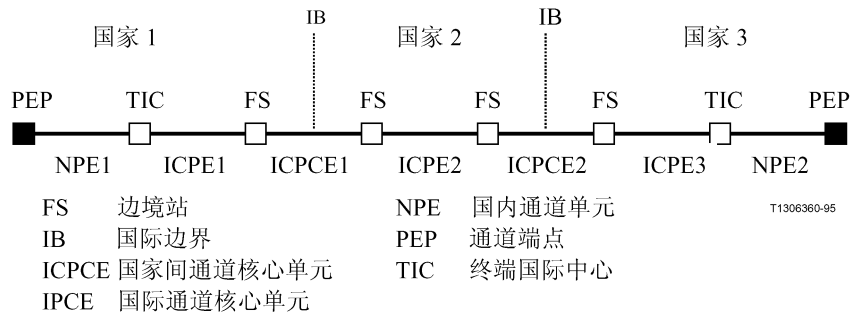 国家 1 IB 国家 2 IB 国家 3
PEP TIC FS FS FS FS TIC PEP
NPE1 ICPE1 ICPCE1 ICPE2 ICPCE2 ICPE3 NPE2
FS 边境站 NPE 国内通道单元 T1306360-95
IB 国际边界 PEP 通道端点
ICPCE 国家间通道核心单元 TIC 终端国际中心
IPCE 国际通道核心单元